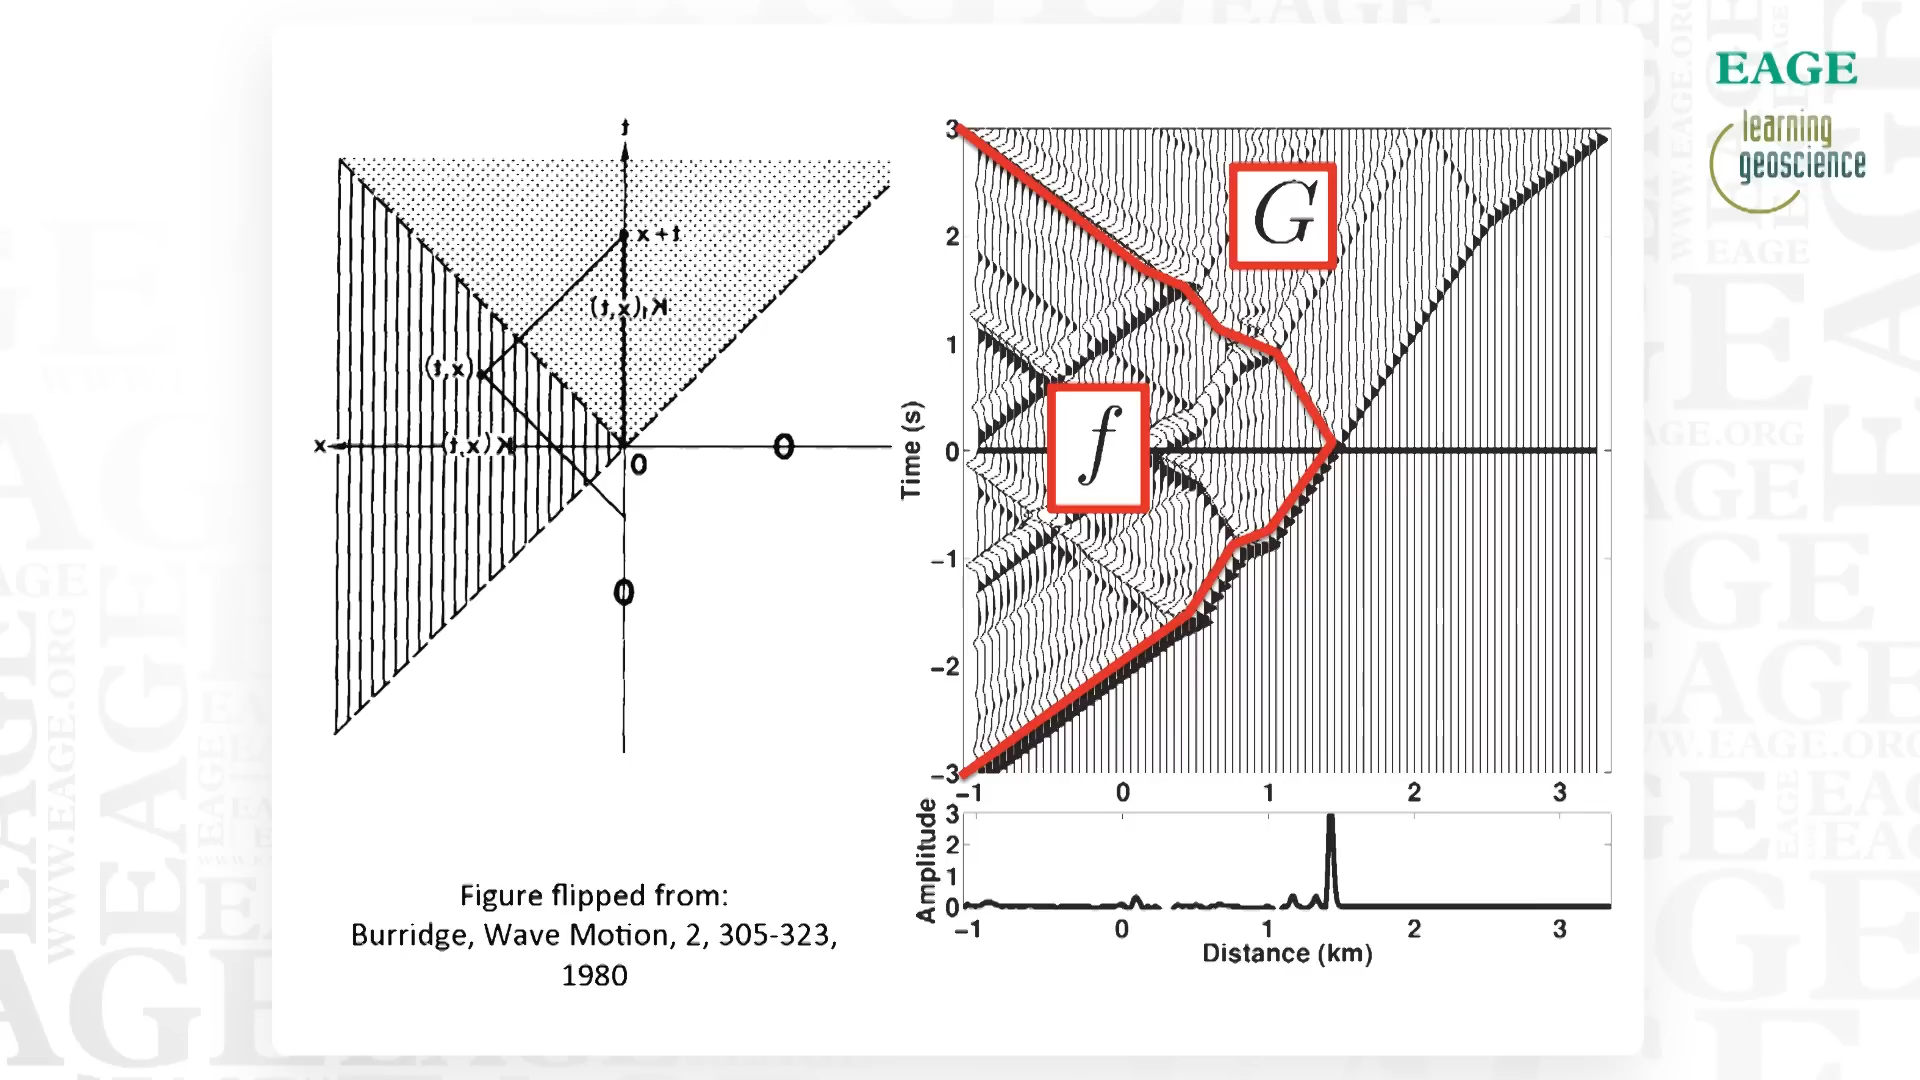 EAGE
learning
geoscience
t
x+t
K₁(x,t)
(x,t)
x
K(x,t)
0
0
0
3
2
1
0
−1
−2
−3
Time (s)
G
f
−1 0 1 2 3
3
2
1
0
Amplitude
−1 0 1 2 3
Distance (km)
Figure flipped from:
Burridge, Wave Motion, 2, 305-323,
1980